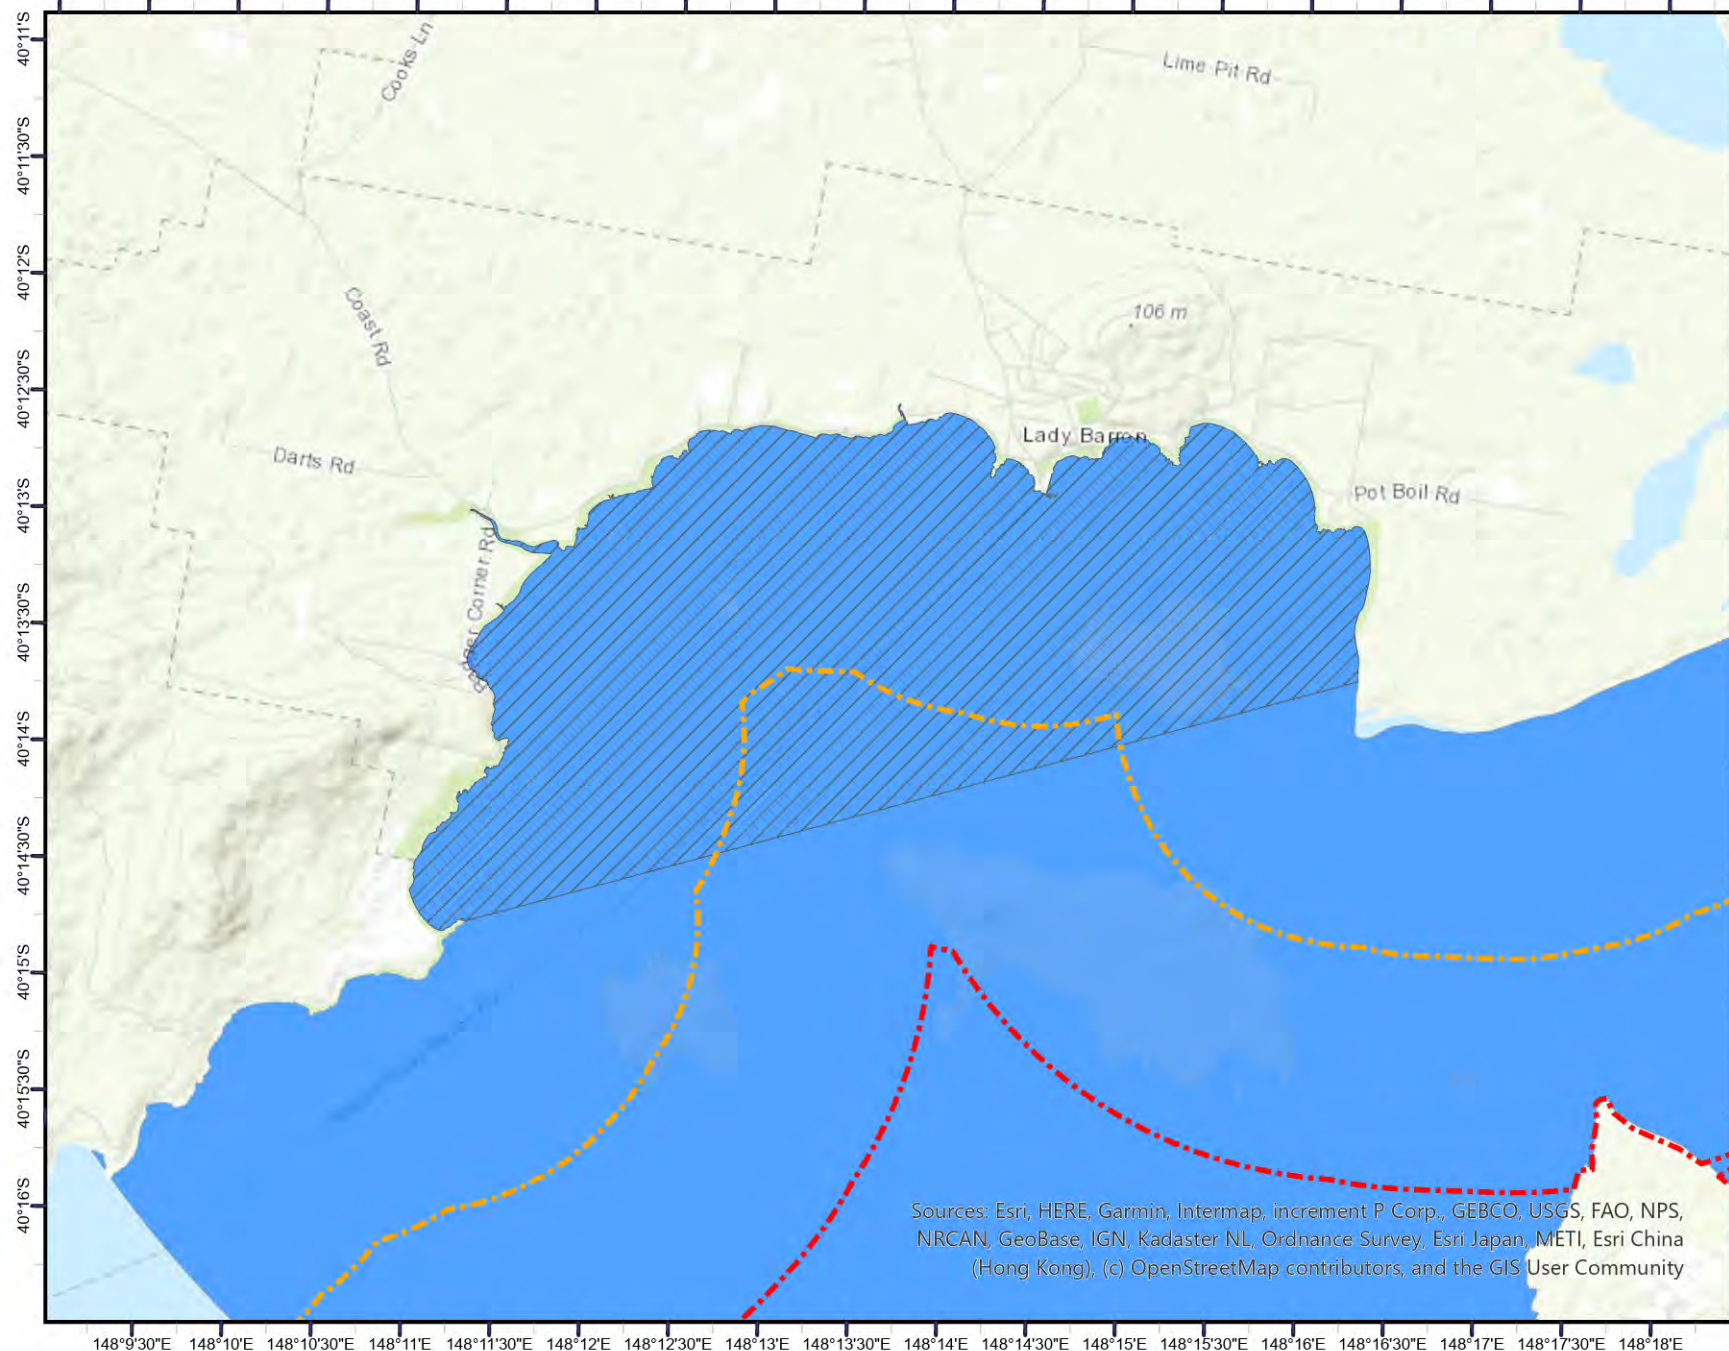 40°11'S
40°11'30"S
40°12'S
40°12'30"S
40°13'S
40°13'30"S
40°14'S
40°14'30"S
40°15'S
40°15'30"S
40°16'S
Cooks Ln
Lime Pit Rd
Coast Rd
106 m
Lady Barron
Darts Rd
Pot Boil Rd
Corner Rd
Sources: Esri, HERE, Garmin, Intermap, increment P Corp., GEBCO, USGS, FAO, NPS,
NRCAN, GeoBase, IGN, Kadaster NL, Ordnance Survey, Esri Japan, METI, Esri China
(Hong Kong), (c) OpenStreetMap contributors, and the GIS User Community
148°9'30"E 148°10'E 148°10'30"E 148°11'E 148°11'30"E 148°12'E 148°12'30"E 148°13'E 148°13'30"E 148°14'E 148°14'30"E 148°15'E 148°15'30"E 148°16'E 148°16'30"E 148°17'E 148°17'30"E 148°18'E